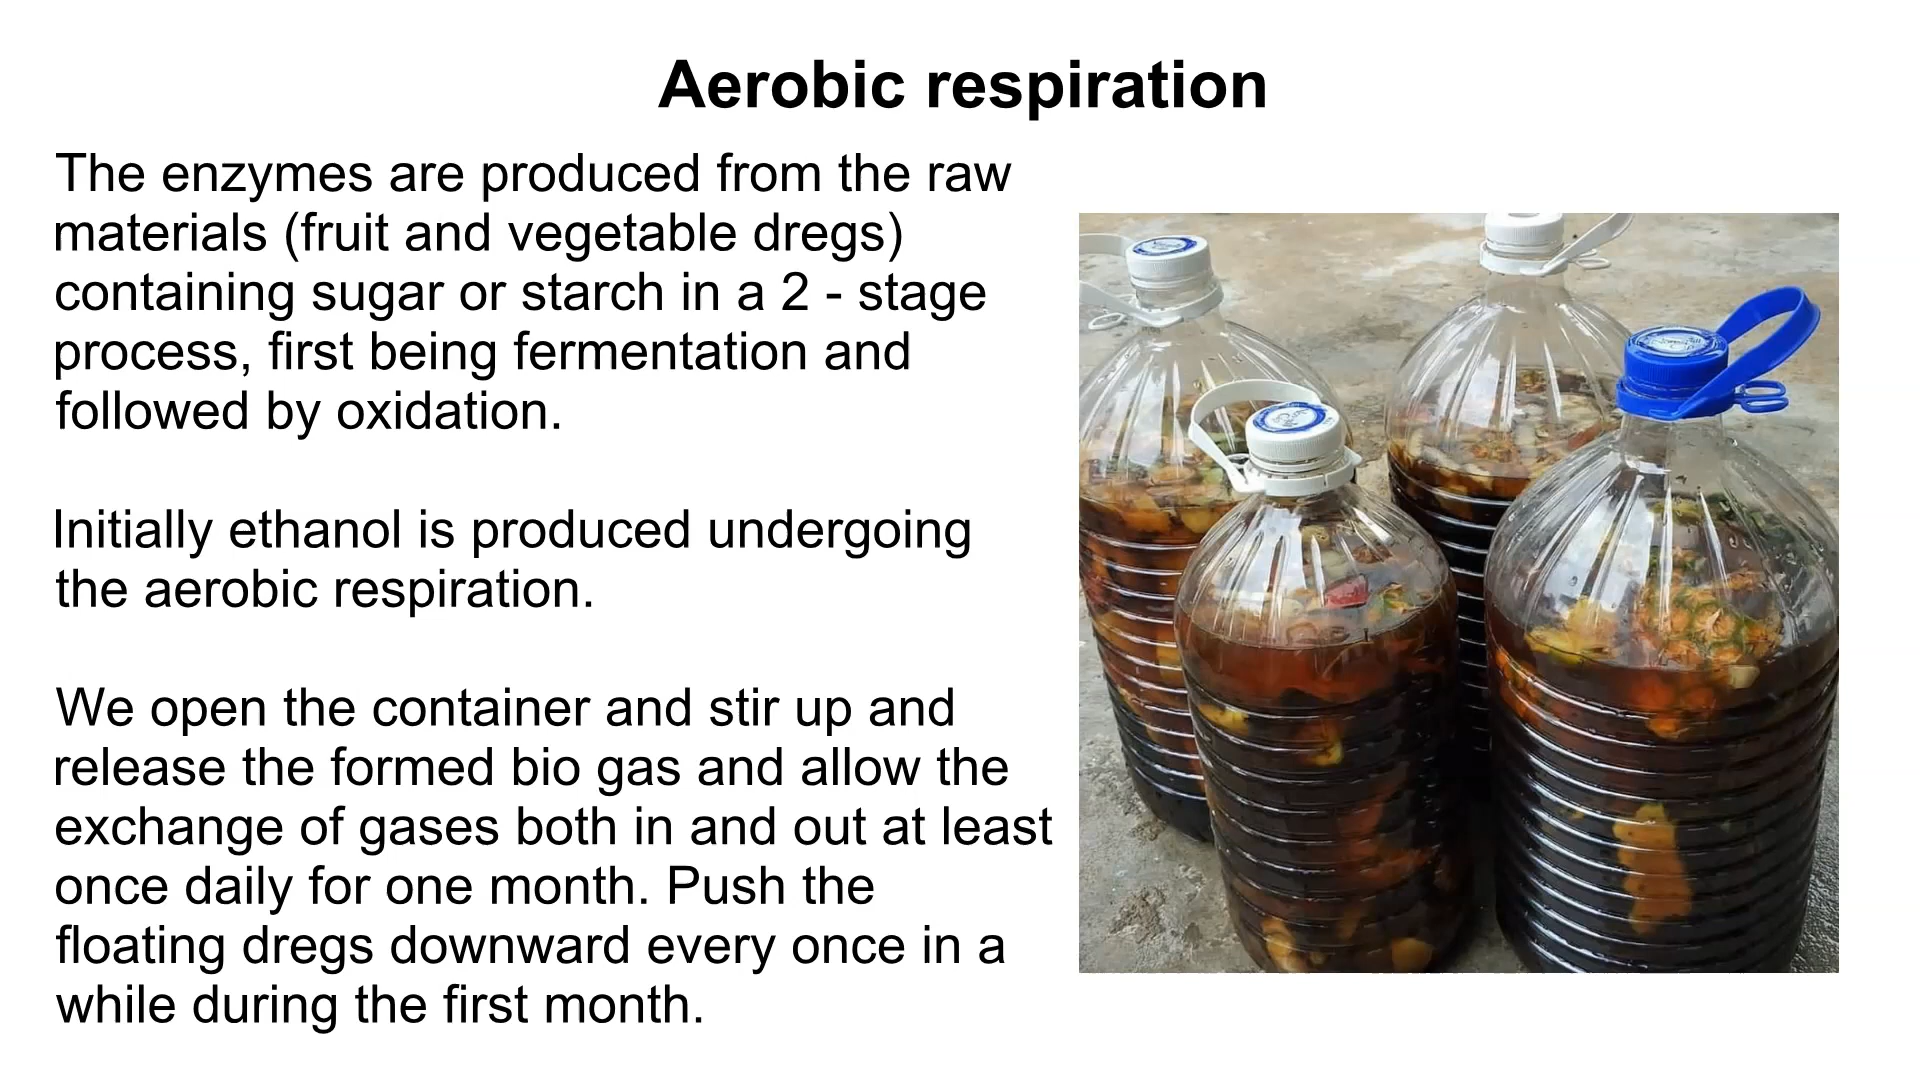 Aerobic respiration
The enzymes are produced from the raw
materials (fruit and vegetable dregs)
containing sugar or starch in a 2 - stage
process, first being fermentation and
followed by oxidation.
Initially ethanol is produced undergoing
the aerobic respiration.
We open the container and stir up and
release the formed bio gas and allow the
exchange of gases both in and out at least
once daily for one month. Push the
floating dregs downward every once in a
while during the first month.